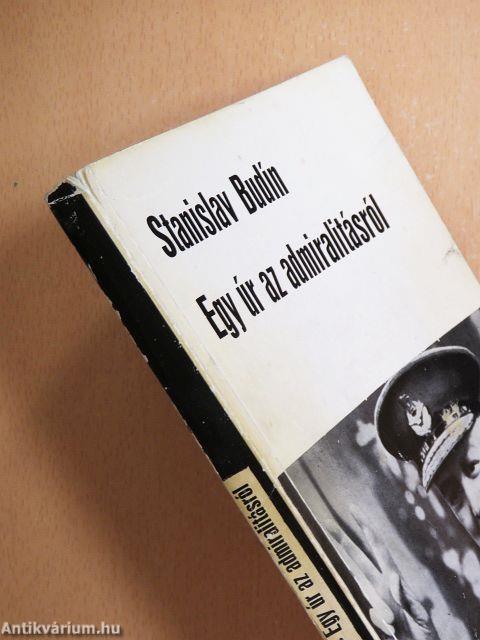 Stanislav Budín
Egy úr az admiralitásról
Egy úr az admiralitásról
Antikvárium.hu